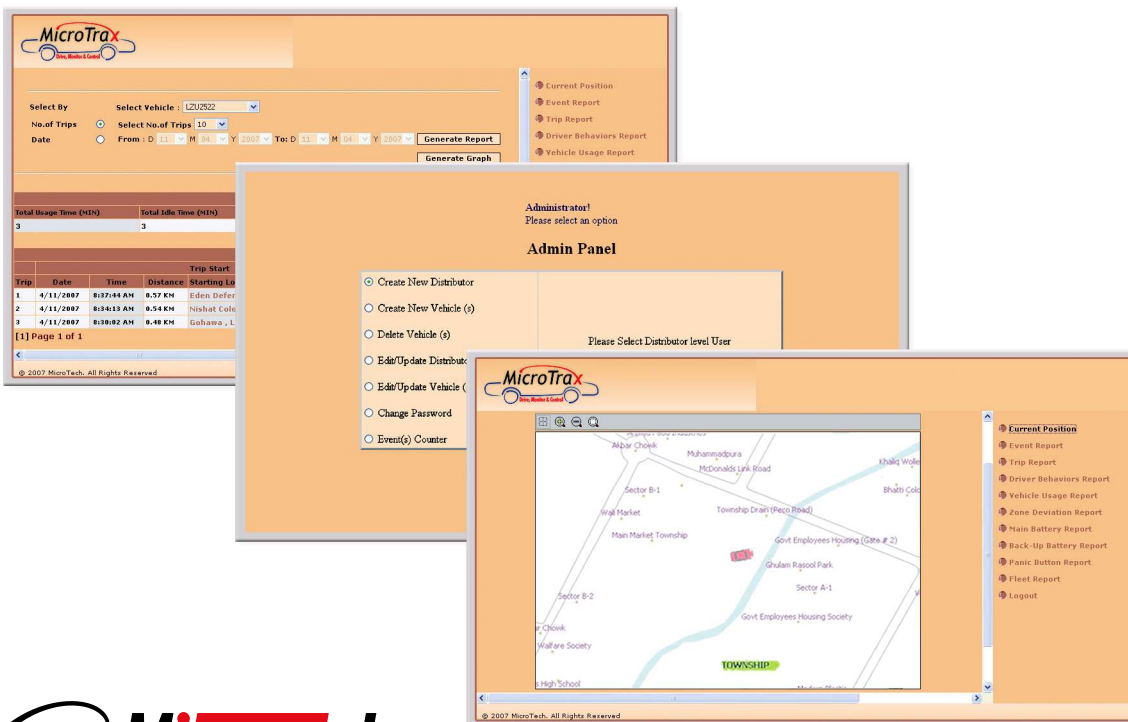 MicroTrax
Drive, Monitor & Control
Current Position
Event Report
Trip Report
Driver Behaviors Report
Vehicle Usage Report
Select By Select Vehicle : LZU2522
No.of Trips Select No.of Trips 10
Date From : D 11 M 04 Y 2007 To: D 11 M 04 Y 2007 Generate Report
Generate Graph
Total Usage Time (MIN) Total Idle Time (MIN)
3 3
Trip Start
Trip Date Time Distance Starting Lo
1 4/11/2007 8:37:44 AM 0.57 KM Eden Defen
2 4/11/2007 8:34:13 AM 0.54 KM Nishat Colo
3 4/11/2007 8:30:02 AM 0.48 KM Gohawa , L
[1] Page 1 of 1
© 2007 MicroTech. All Rights Reserved
Administrator!
Please select an option
Admin Panel
Create New Distributor
Create New Vehicle (s)
Delete Vehicle (s)
Edit/Update Distributo
Edit/Update Vehicle (
Change Password
Event(s) Counter
Please Select Distributor level User
MicroTrax
Drive, Monitor & Control
Akbar Chowk
Muhammadpura
McDonalds Link Road
Khaliq Wolle
Sector B-1
Bhatti Colo
Wali Market
Township Drain (Peco Road)
Main Market Township
Govt Employees Housing (Gate # 2)
Ghulam Rasool Park
Sector A-1
Sector B-2
Govt Employees Housing Society
ar Chowk
Walfare Society
TOWNSHIP
s High School
Current Position
Event Report
Trip Report
Driver Behaviors Report
Vehicle Usage Report
Zone Deviation Report
Main Battery Report
Back-Up Battery Report
Panic Button Report
Fleet Report
Logout
© 2007 MicroTech. All Rights Reserved